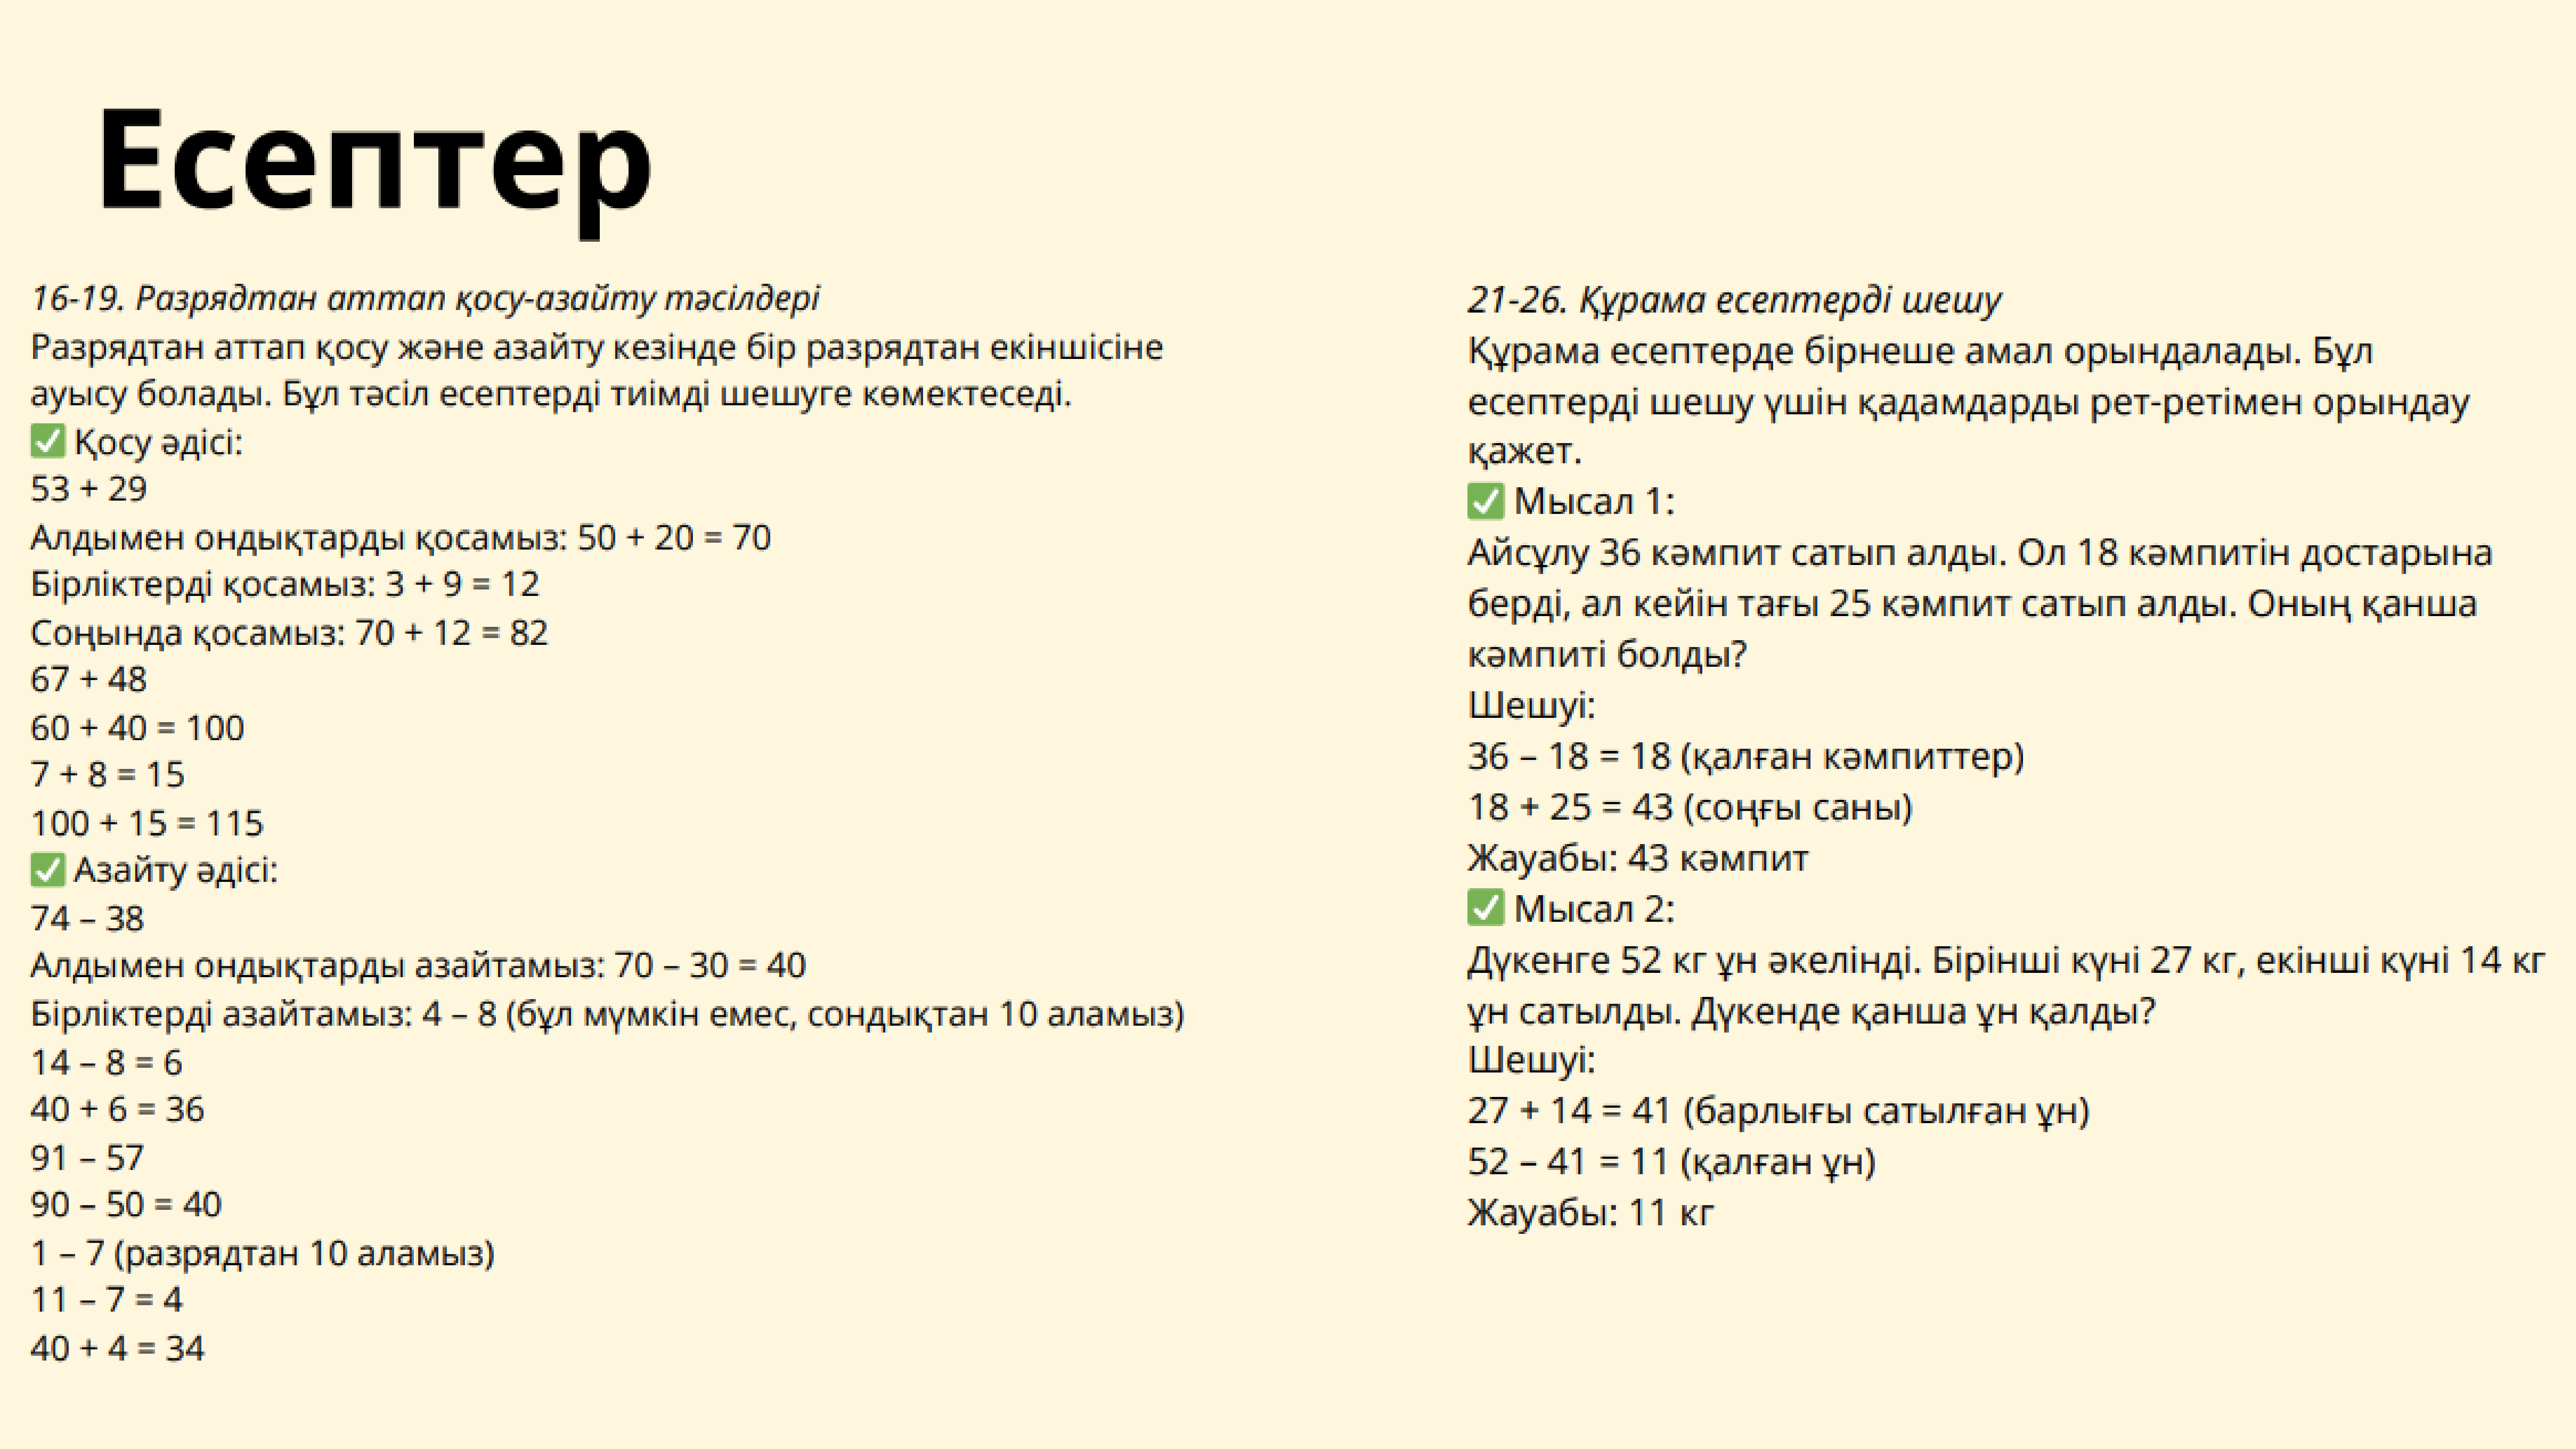 Есептер
16-19. Разрядтан аттап қосу-азайту тәсілдері
Разрядтан аттап қосу және азайту кезінде бір разрядтан екіншісіне
ауысу болады. Бұл тәсіл есептерді тиімді шешуге көмектеседі.
✅ Қосу әдісі:
53 + 29
Алдымен ондықтарды қосамыз: 50 + 20 = 70
Бірліктерді қосамыз: 3 + 9 = 12
Соңында қосамыз: 70 + 12 = 82
67 + 48
60 + 40 = 100
7 + 8 = 15
100 + 15 = 115
✅ Азайту әдісі:
74 – 38
Алдымен ондықтарды азайтамыз: 70 – 30 = 40
Бірліктерді азайтамыз: 4 – 8 (бұл мүмкін емес, сондықтан 10 аламыз)
14 – 8 = 6
40 + 6 = 36
91 – 57
90 – 50 = 40
1 – 7 (разрядтан 10 аламыз)
11 – 7 = 4
40 + 4 = 34
21-26. Құрама есептерді шешу
Құрама есептерде бірнеше амал орындалады. Бұл
есептерді шешу үшін қадамдарды рет-ретімен орындау
қажет.
✅ Мысал 1:
Айсұлу 36 кәмпит сатып алды. Ол 18 кәмпитін достарына
берді, ал кейін тағы 25 кәмпит сатып алды. Оның қанша
кәмпиті болды?
Шешуі:
36 – 18 = 18 (қалған кәмпиттер)
18 + 25 = 43 (соңғы саны)
Жауабы: 43 кәмпит
✅ Мысал 2:
Дүкенге 52 кг ұн әкелінді. Бірінші күні 27 кг, екінші күні 14 кг
ұн сатылды. Дүкенде қанша ұн қалды?
Шешуі:
27 + 14 = 41 (барлығы сатылған ұн)
52 – 41 = 11 (қалған ұн)
Жауабы: 11 кг